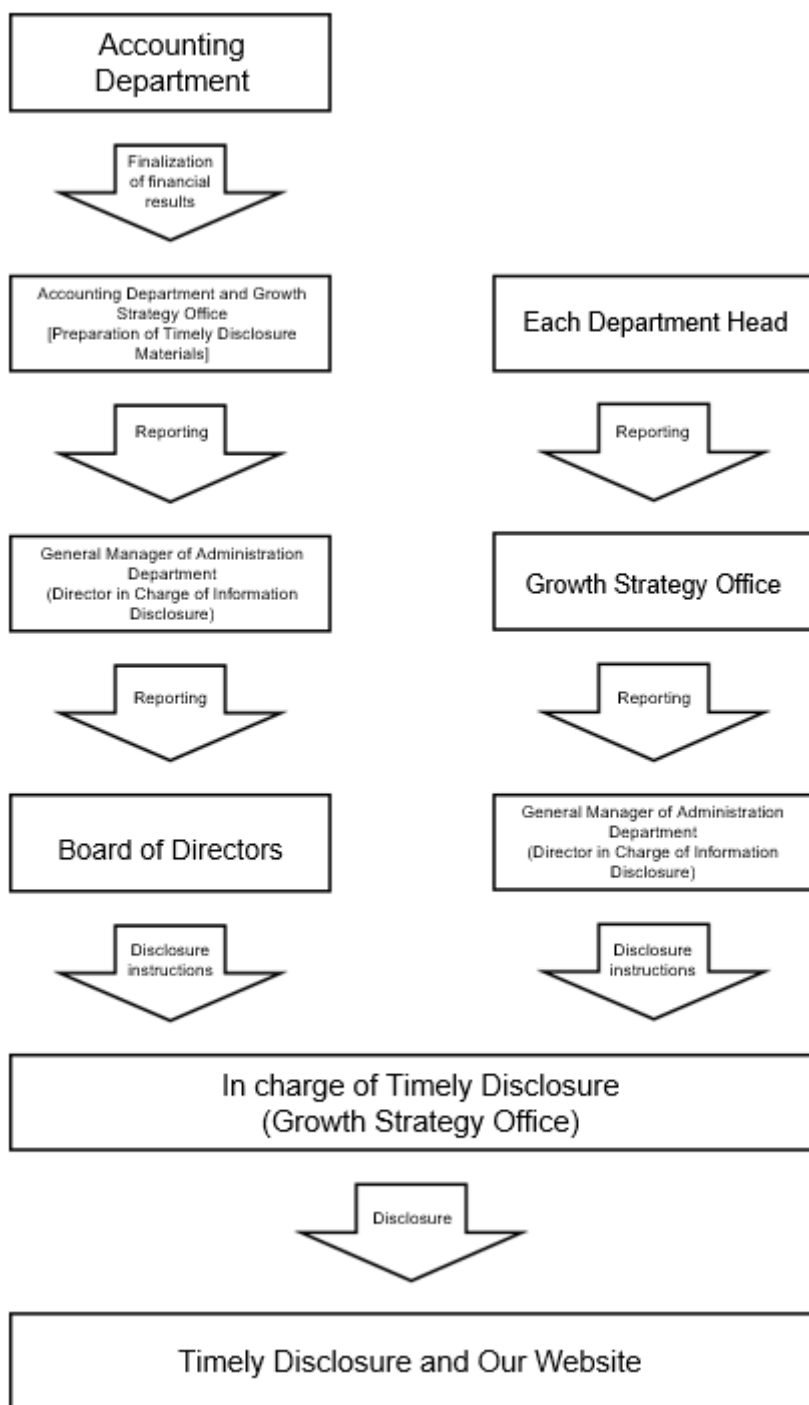 Accounting
Department
Finalization
of financial
results
Accounting Department and Growth
Strategy Office
[Preparation of Timely Disclosure
Materials]
Each Department Head
Reporting
Reporting
General Manager of Administration
Department
(Director in Charge of Information
Disclosure)
Growth Strategy Office
Reporting
Reporting
Board of Directors
General Manager of Administration
Department
(Director in Charge of Information
Disclosure)
Disclosure
instructions
Disclosure
instructions
In charge of Timely Disclosure
(Growth Strategy Office)
Disclosure
Timely Disclosure and Our Website